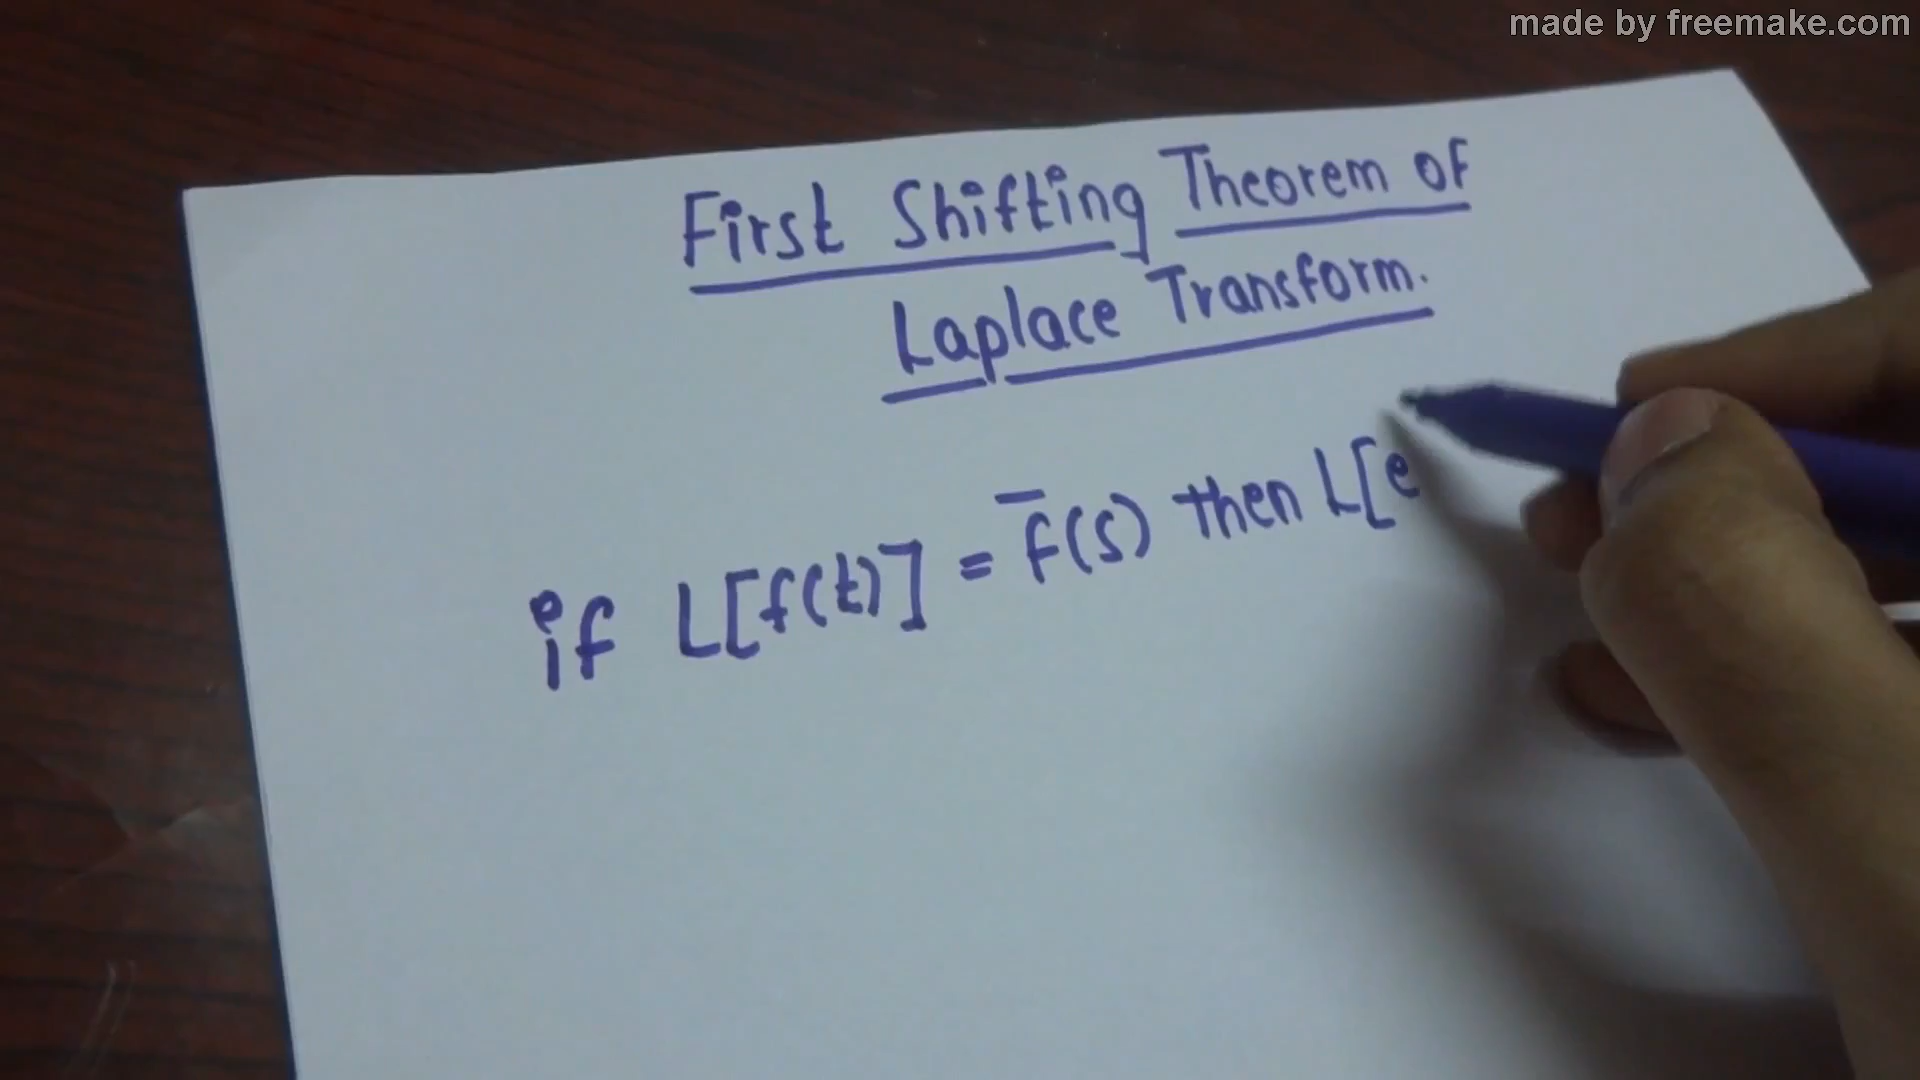 made by freemake.com
First Shifting Theorem of
Laplace Transform.
if L[f(t)] = f̅(s) then L[e